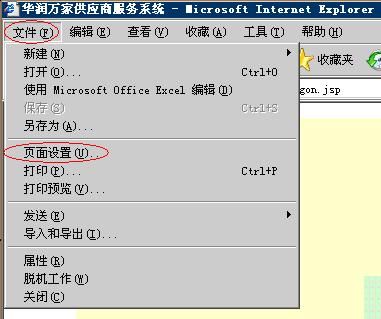 华润万家供应商服务系统 - Microsoft Internet Explorer
文件(F) 编辑(E) 查看(V) 收藏(A) 工具(T) 帮助(H)
新建(N)
打开(O)... Ctrl+O
收藏夹
使用 Microsoft Office Excel 编辑(D)
gon.jsp
保存(S) Ctrl+S
另存为(A)...
页面设置(U)...
打印(P)... Ctrl+P
打印预览(V)...
发送(E)
导入和导出(I)...
属性(R)
脱机工作(W)
关闭(C)